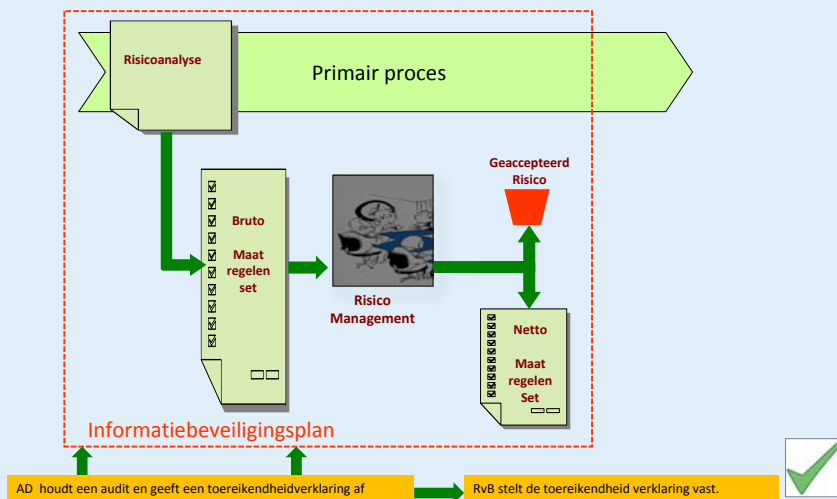 Risicoanalyse
Primair proces
Geaccepteerd
Risico
Bruto
Maat
regelen
set
Risico
Management
Netto
Maat
regelen
Set
Informatiebeveiligingsplan
AD houdt een audit en geeft een toereikendheidverklaring af
RvB stelt de toereikendheid verklaring vast.